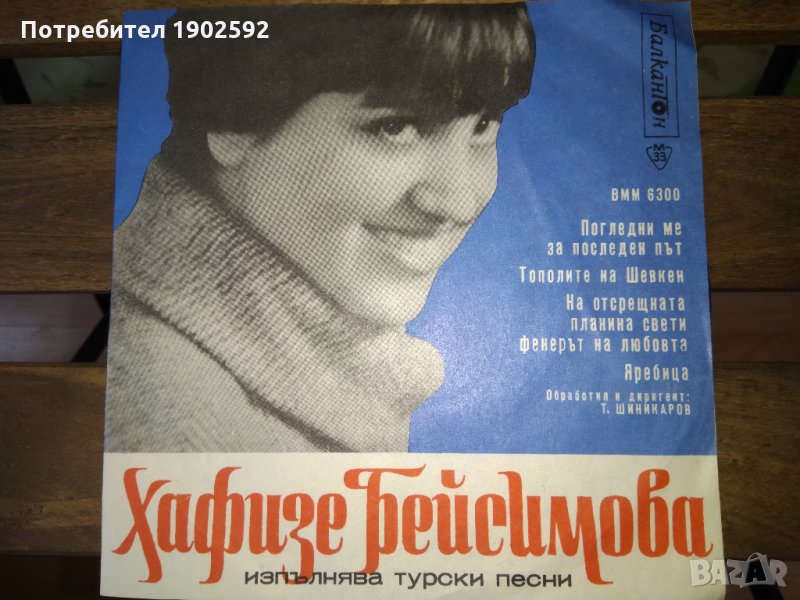 Потребител 1902592
Балкантон
М
33
ВММ 6300
Погледни ме
за последен път
Тополите на Шевкен
На отсрещната
планина свети
фенерът на любовта
Яребица
Обработил и диригент:
Т. ШИНИКАРОВ
Хафизе Бейсимова
изпълнява турски песни
BAZAR